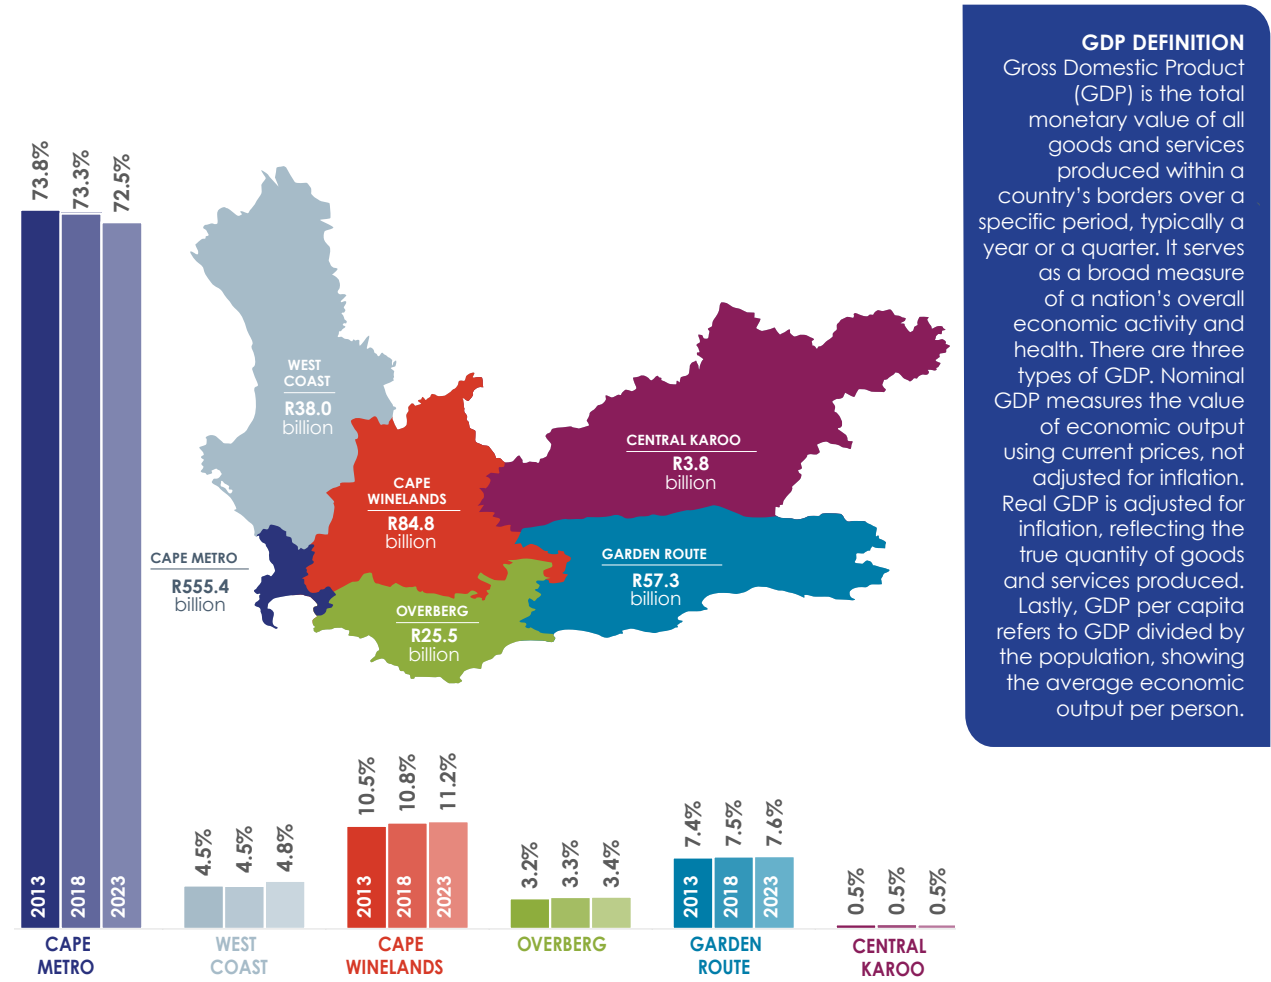 GDP DEFINITION
Gross Domestic Product
(GDP) is the total
monetary value of all
goods and services
produced within a
country's borders over a
specific period, typically a
year or a quarter. It serves
as a broad measure
of a nation's overall
economic activity and
health. There are three
types of GDP. Nominal
GDP measures the value
of economic output
using current prices, not
adjusted for inflation.
Real GDP is adjusted for
inflation, reflecting the
true quantity of goods
and services produced.
Lastly, GDP per capita
refers to GDP divided by
the population, showing
the average economic
output per person.
WEST
COAST
R38.0
billion
CENTRAL KAROO
R3.8
billion
CAPE
WINELANDS
R84.8
billion
CAPE METRO
R555.4
billion
GARDEN ROUTE
R57.3
billion
OVERBERG
R25.5
billion
73.8%
73.3%
72.5%
2013
2018
2023
CAPE
METRO
4.5%
4.5%
4.8%
WEST
COAST
10.5%
10.8%
11.2%
2013
2018
2023
CAPE
WINELANDS
3.2%
3.3%
3.4%
OVERBERG
7.4%
7.5%
7.6%
2013
2018
2023
GARDEN
ROUTE
0.5%
0.5%
0.5%
CENTRAL
KAROO